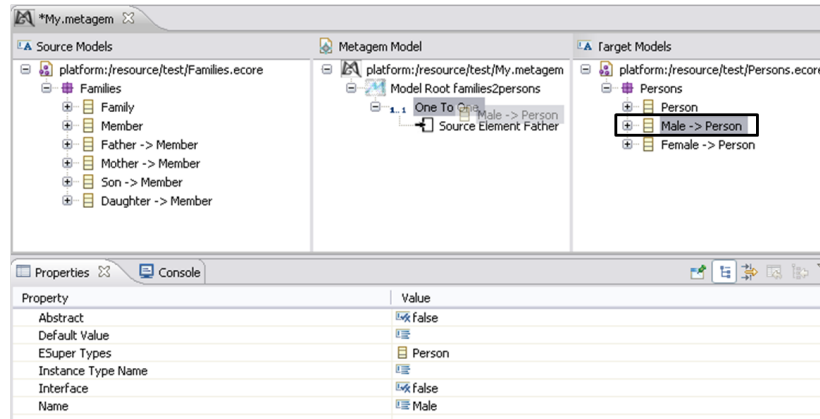 *My.metagem
Source Models
platform:/resource/test/Families.ecore
Families
Family
Member
Father -> Member
Mother -> Member
Son -> Member
Daughter -> Member
Metagem Model
platform:/resource/test/My.metagem
Model Root families2persons
1..1 One To One
Male -> Person
Source Element Father
Target Models
platform:/resource/test/Persons.ecore
Persons
Person
Male -> Person
Female -> Person
Properties Console
Property Value
Abstract false
Default Value
ESuper Types Person
Instance Type Name
Interface false
Name Male